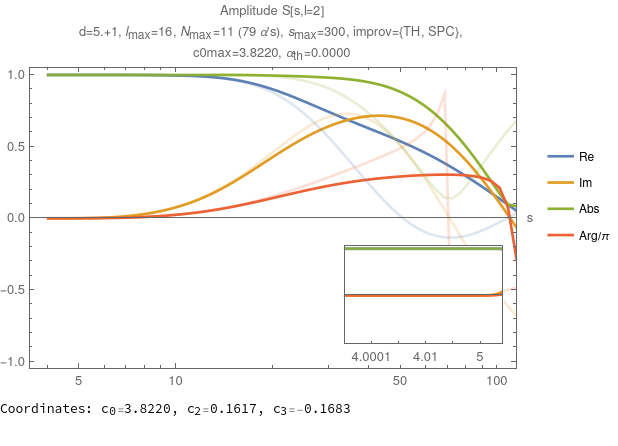 Amplitude S[s,l=2]
d=5.+1, lmax=16, Nmax=11 (79 α's), smax=300, improv={TH, SPC},
c0max=3.8220, αth=0.0000
1.0
0.5
0.0
-0.5
-1.0
s
5
10
50
100
4.0001
4.01
5
Re
Im
Abs
Arg/π
Coordinates: c0=3.8220, c2=0.1617, c3=-0.1683